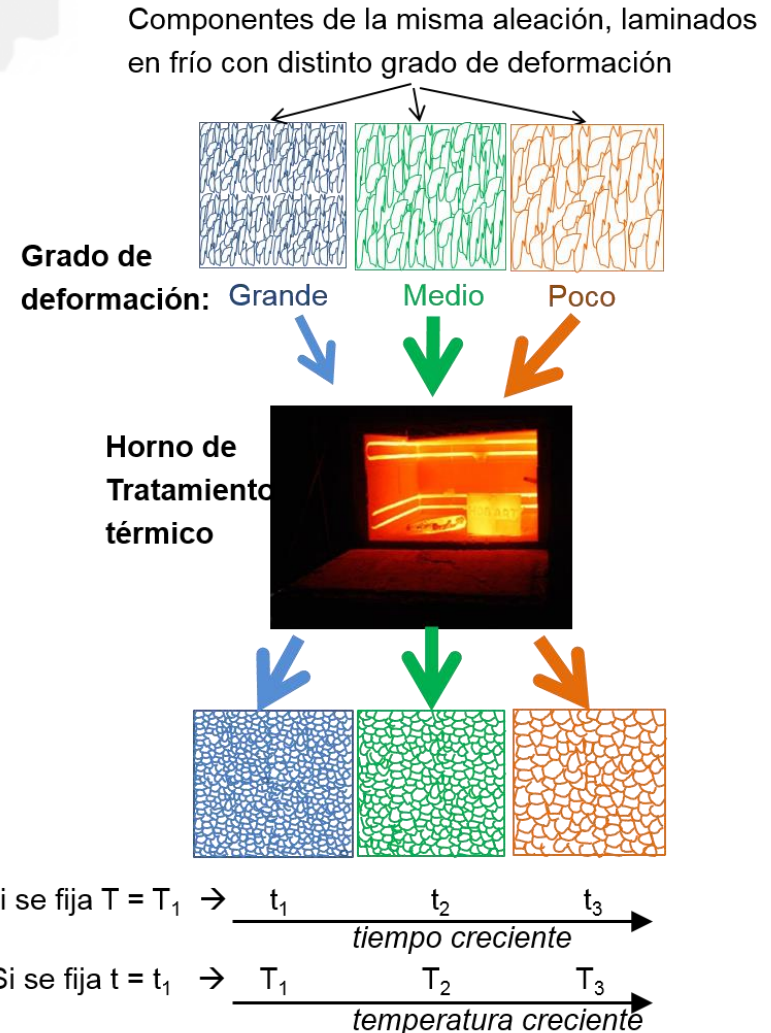 Componentes de la misma aleación, laminados
en frío con distinto grado de deformación
Grado de
deformación: Grande Medio Poco
Horno de
Tratamiento
térmico
i se fija T = T₁ → t₁ t₂ t₃
tiempo creciente
Si se fija t = t₁ → T₁ T₂ T₃
temperatura creciente